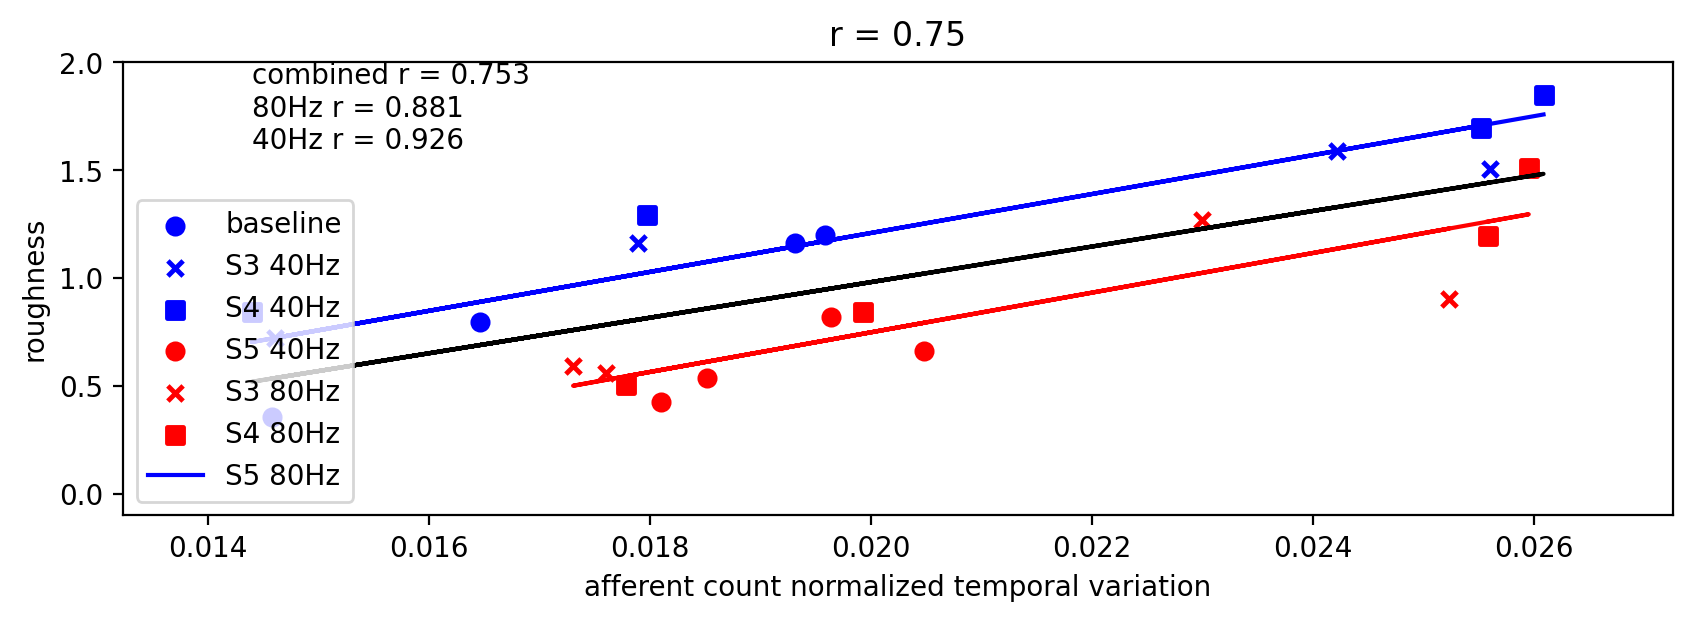 r = 0.75
combined r = 0.753
80Hz r = 0.881
40Hz r = 0.926
2.0
1.5
1.0
0.5
0.0
roughness
baseline
S3 40Hz
S4 40Hz
S5 40Hz
S3 80Hz
S4 80Hz
S5 80Hz
0.014 0.016 0.018 0.020 0.022 0.024 0.026
afferent count normalized temporal variation